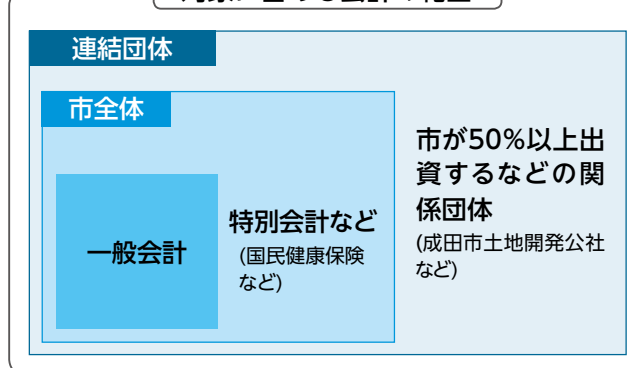 連結団体
市全体
一般会計
特別会計など
(国民健康保険
など)
市が50%以上出
資するなどの関
係団体
(成田市土地開発公社
など)